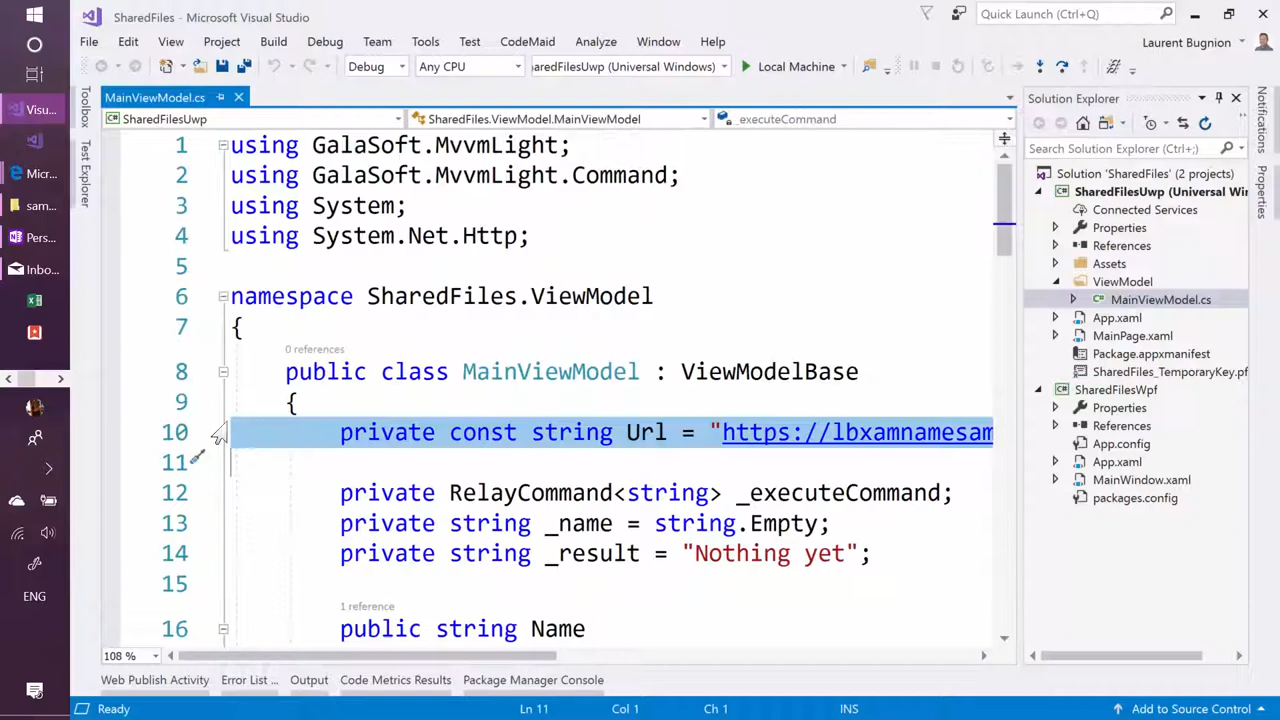 SharedFiles - Microsoft Visual Studio
Quick Launch (Ctrl+Q)
File Edit View Project Build Debug Team Tools Test CodeMaid Analyze Window Help
Laurent Bugnion
Debug Any CPU aredFilesUwp (Universal Windows) Local Machine
MainViewModel.cs
SharedFilesUwp SharedFiles.ViewModel.MainViewModel _executeCommand
Toolbox
Test Explorer
1 using GalaSoft.MvvmLight;
2 using GalaSoft.MvvmLight.Command;
3 using System;
4 using System.Net.Http;
5
6 namespace SharedFiles.ViewModel
7 {
0 references
8 public class MainViewModel : ViewModelBase
9 {
10 private const string Url = "https://lbxamnamesam
11
12 private RelayCommand<string> _executeCommand;
13 private string _name = string.Empty;
14 private string _result = "Nothing yet";
15
1 reference
16 public string Name
108 %
Solution Explorer
Search Solution Explorer (Ctrl+;)
Solution 'SharedFiles' (2 projects)
SharedFilesUwp (Universal Wi
Connected Services
Properties
References
Assets
ViewModel
MainViewModel.cs
App.xaml
MainPage.xaml
Package.appxmanifest
SharedFiles_TemporaryKey.pf
SharedFilesWpf
Properties
References
App.config
App.xaml
MainWindow.xaml
packages.config
Notifications
Properties
Web Publish Activity Error List ... Output Code Metrics Results Package Manager Console
Ready Ln 11 Col 1 Ch 1 INS Add to Source Control
Visu...
Micr...
sam...
Pers...
Inbo...
ENG